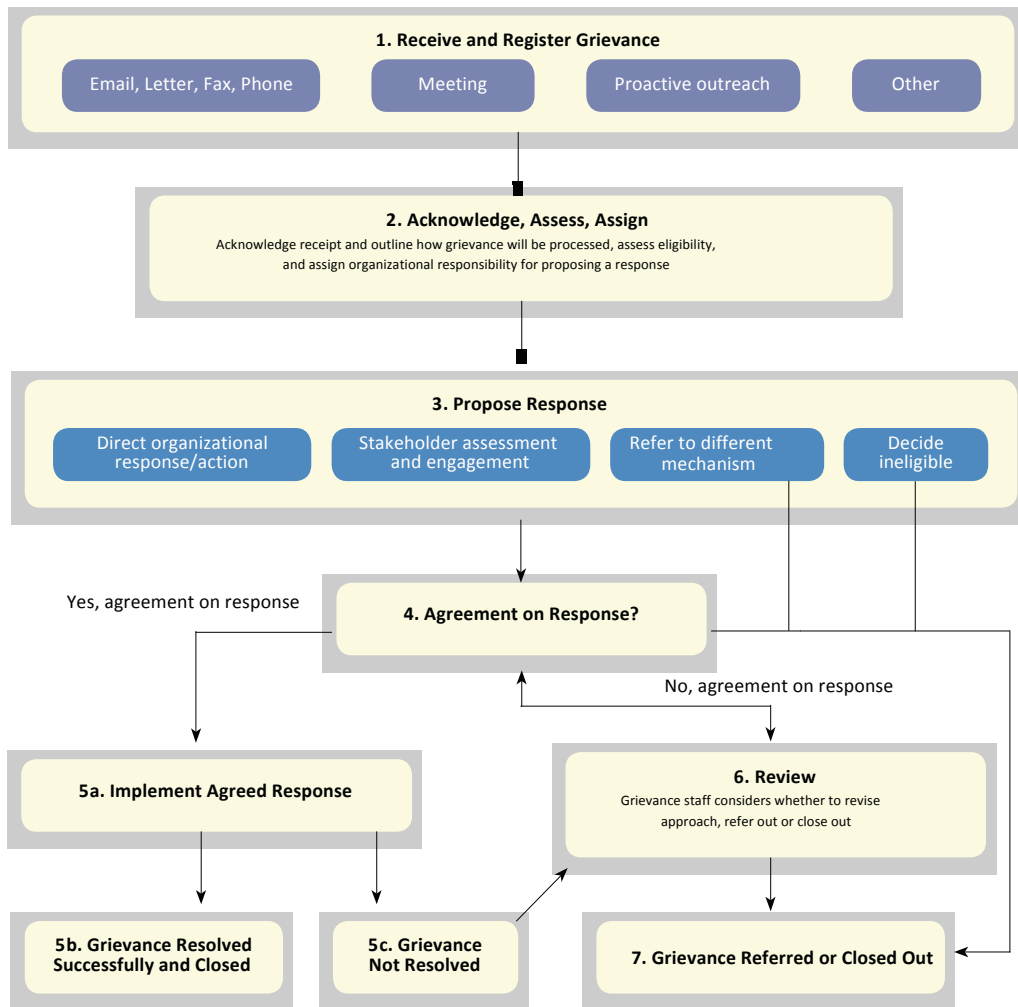 1. Receive and Register Grievance
Email, Letter, Fax, Phone
Meeting
Proactive outreach
Other
2. Acknowledge, Assess, Assign
Acknowledge receipt and outline how grievance will be processed, assess eligibility,
and assign organizational responsibility for proposing a response
3. Propose Response
Direct organizational
response/action
Stakeholder assessment
and engagement
Refer to different
mechanism
Decide
ineligible
Yes, agreement on response
4. Agreement on Response?
No, agreement on response
5a. Implement Agreed Response
6. Review
Grievance staff considers whether to revise
approach, refer out or close out
5b. Grievance Resolved
Successfully and Closed
5c. Grievance
Not Resolved
7. Grievance Referred or Closed Out